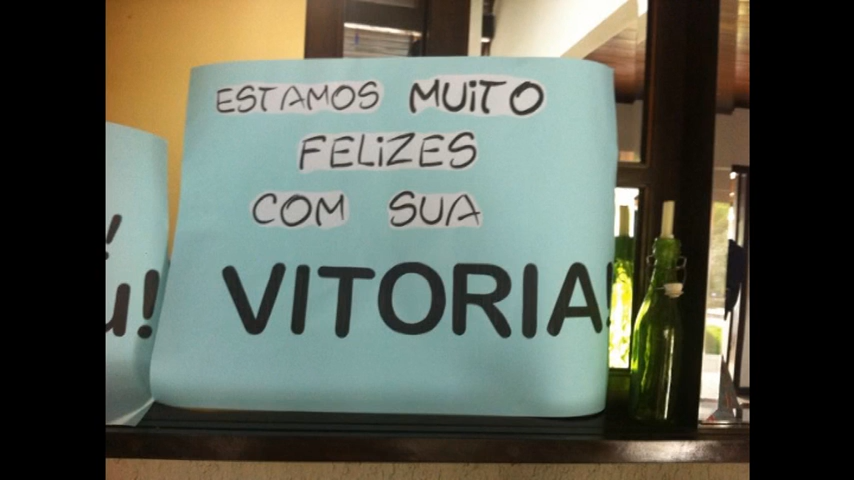 ESTAMOS MUiTO
FELiZES
COM SUA
VITORIA!
u!